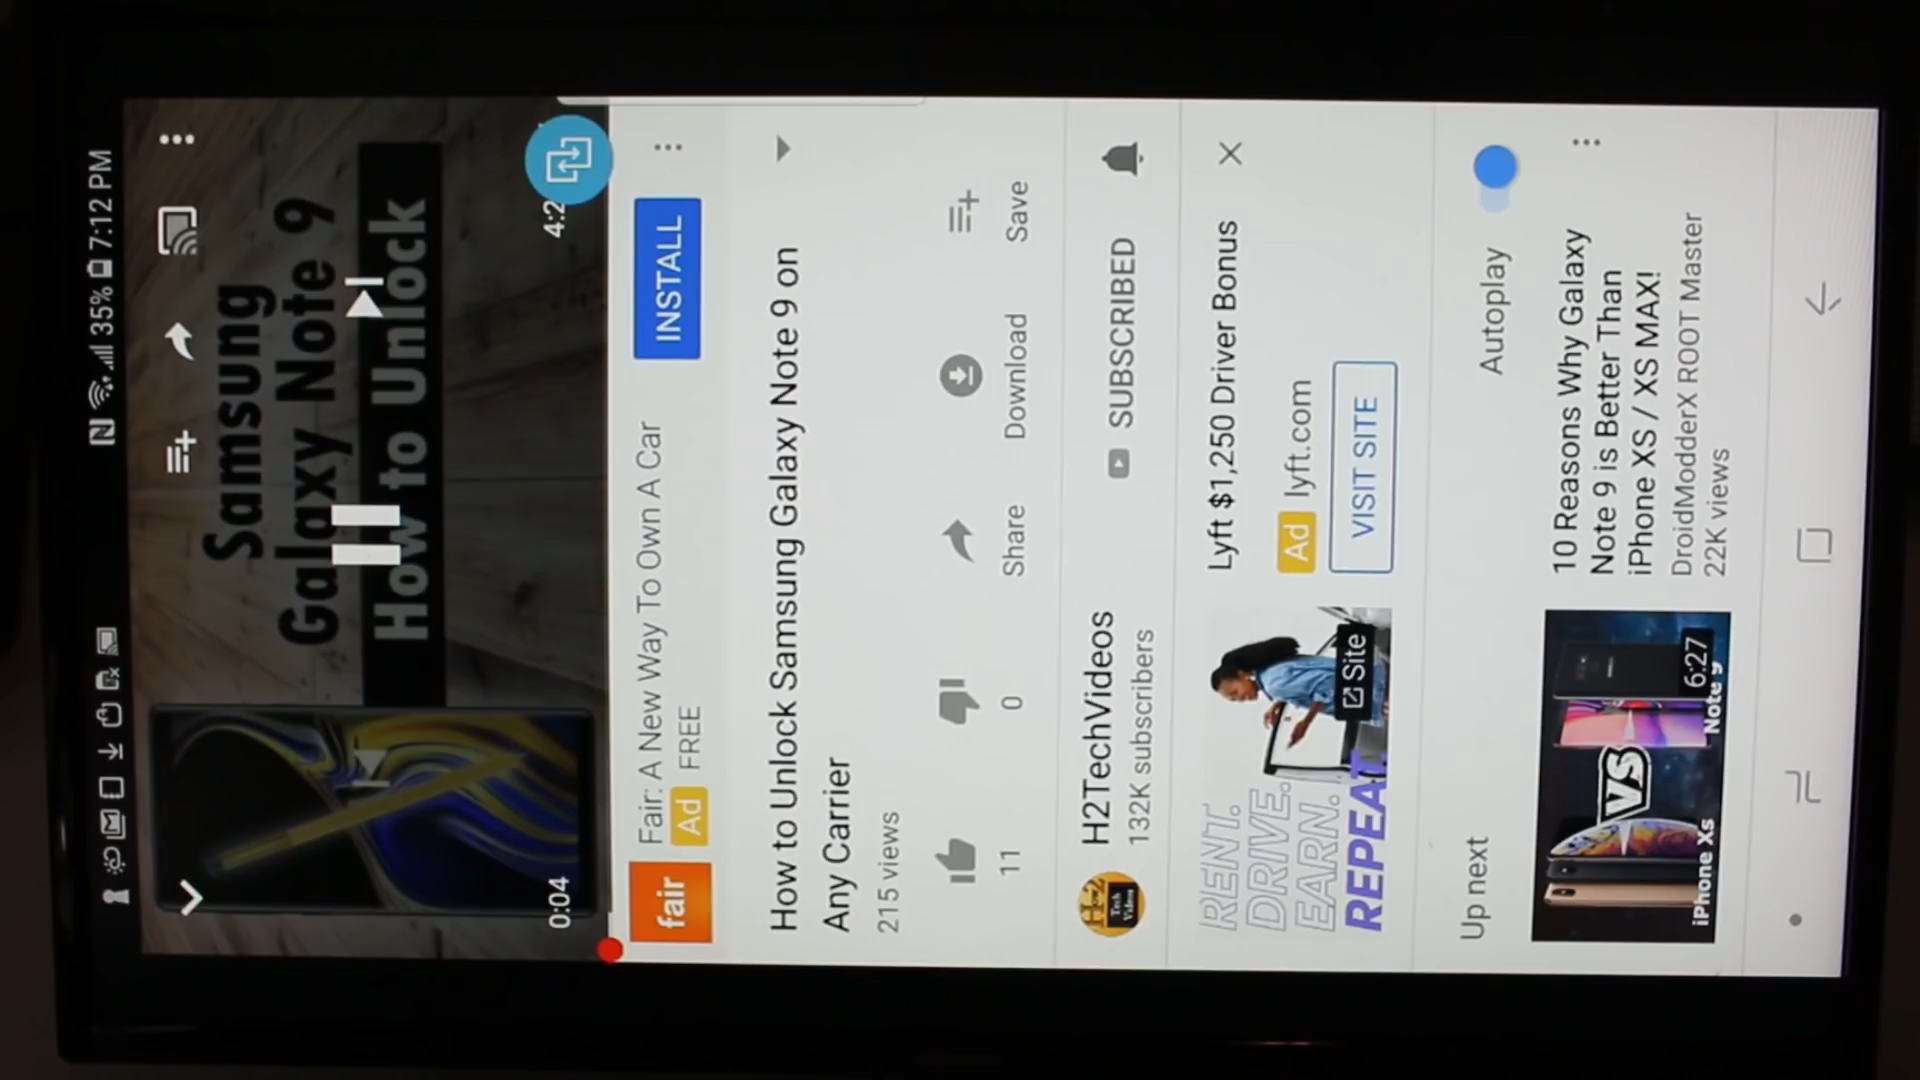 35% 7:12 PM
Samsung
Galaxy Note 9
How to Unlock
0:04
fair
Fair: A New Way To Own A Car
Ad FREE
INSTALL
How to Unlock Samsung Galaxy Note 9 on
Any Carrier
215 views
11
0
Share
Download
Save
H2TechVideos
132K subscribers
SUBSCRIBED
RENT.
DRIVE.
EARN.
REPEAT.
Site
Lyft $1,250 Driver Bonus
Ad lyft.com
VISIT SITE
Up next
Autoplay
iPhone Xs
VS
Note 9
6:27
10 Reasons Why Galaxy
Note 9 is Better Than
iPhone XS / XS MAX!
DroidModderX ROOT Master
22K views